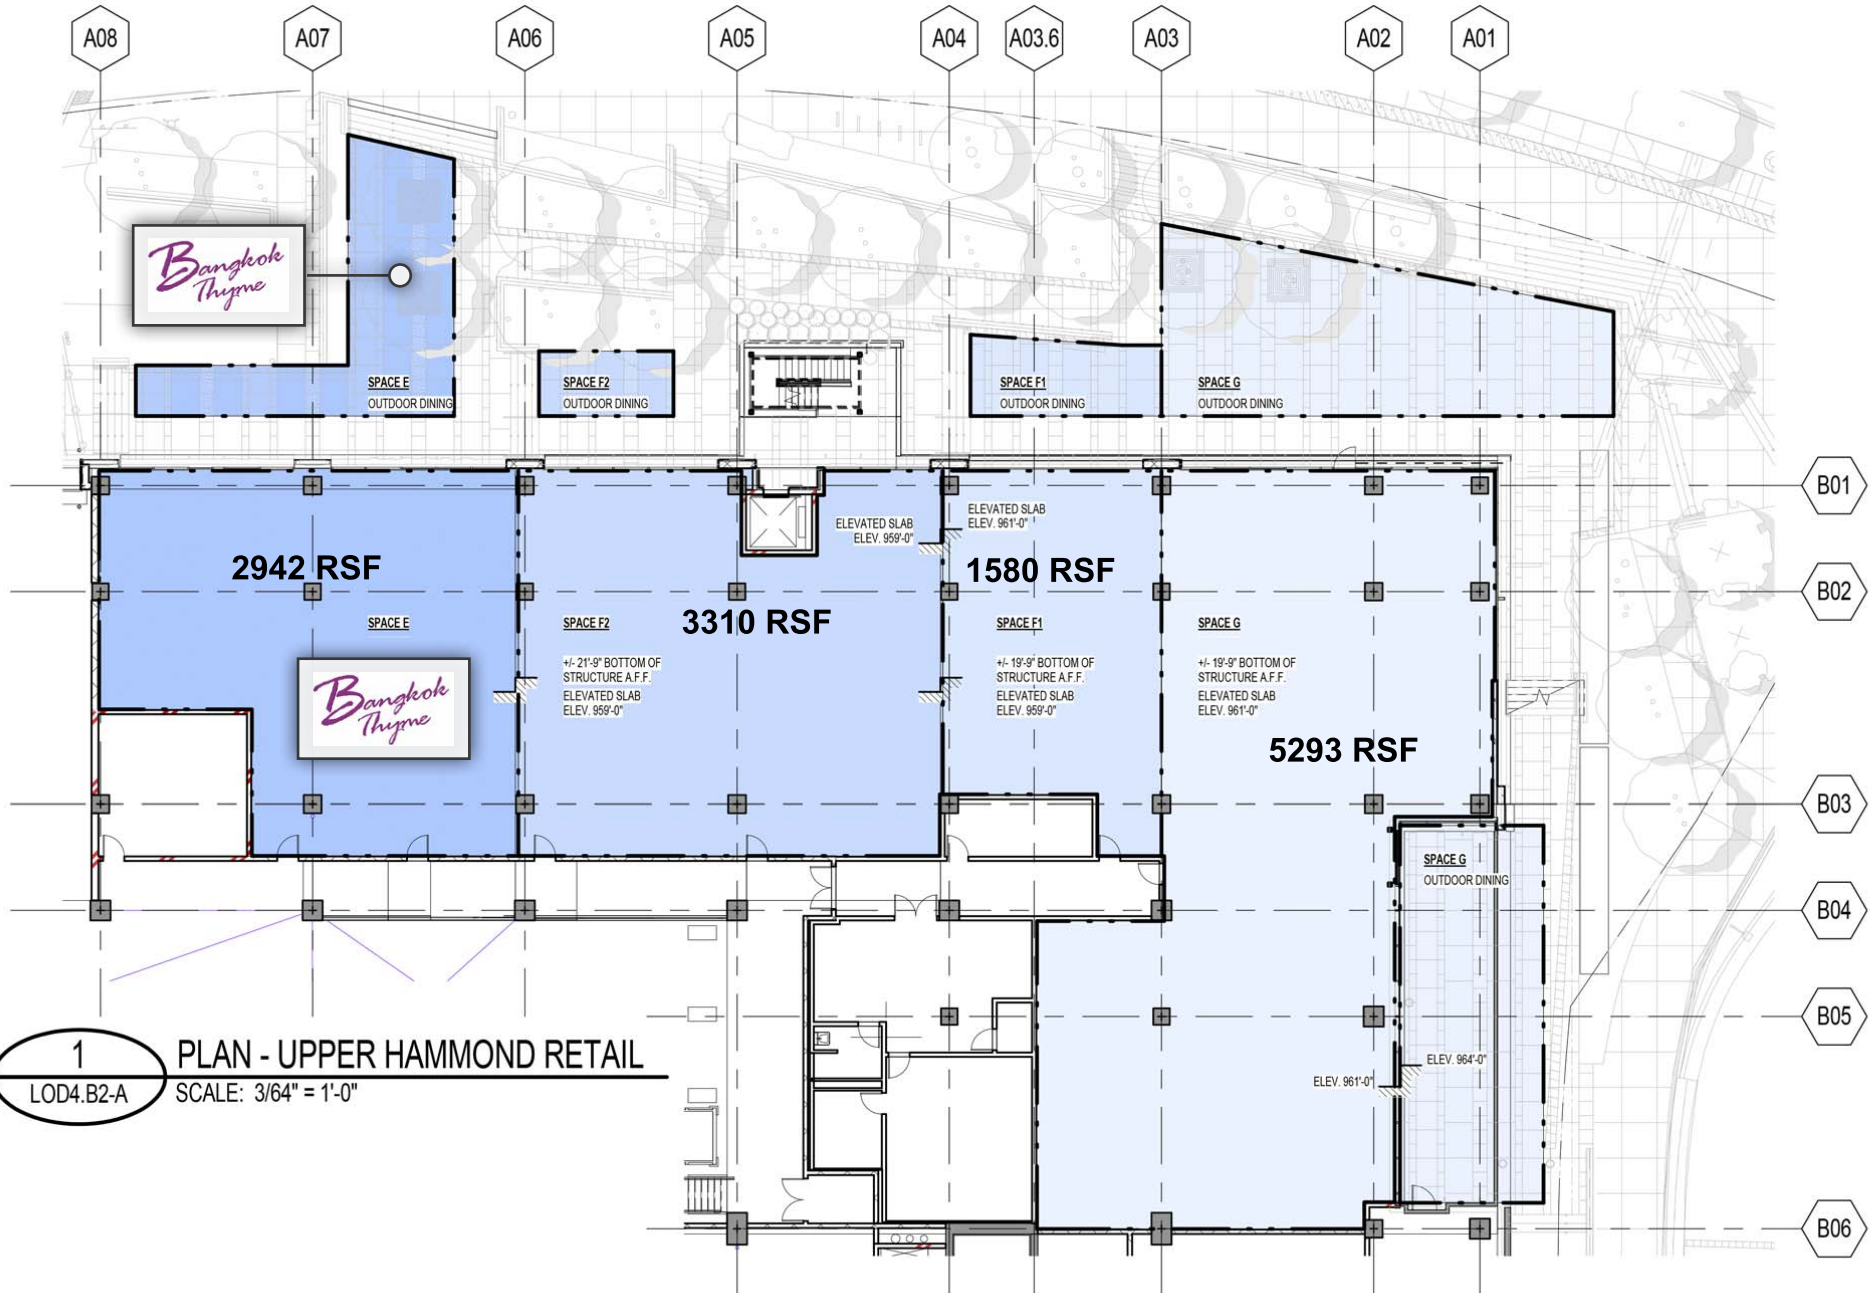 A08
A07
A06
A05
A04
A03.6
A03
A02
A01
Bangkok
Thyme
SPACE E
OUTDOOR DINING
SPACE F2
OUTDOOR DINING
SPACE F1
OUTDOOR DINING
SPACE G
OUTDOOR DINING
B01
ELEVATED SLAB
ELEV. 959'-0"
ELEVATED SLAB
ELEV. 961'-0"
2942 RSF
1580 RSF
B02
SPACE E
SPACE F2
3310 RSF
SPACE F1
SPACE G
+/- 21'-9" BOTTOM OF
STRUCTURE A.F.F.
ELEVATED SLAB
ELEV. 959'-0"
+/- 19'-9" BOTTOM OF
STRUCTURE A.F.F.
ELEVATED SLAB
ELEV. 959'-0"
+/- 19'-9" BOTTOM OF
STRUCTURE A.F.F.
ELEVATED SLAB
ELEV. 961'-0"
Bangkok
Thyme
5293 RSF
B03
SPACE G
OUTDOOR DINING
B04
B05
1
LOD4.B2-A
PLAN - UPPER HAMMOND RETAIL
SCALE: 3/64" = 1'-0"
ELEV. 964'-0"
ELEV. 961'-0"
B06